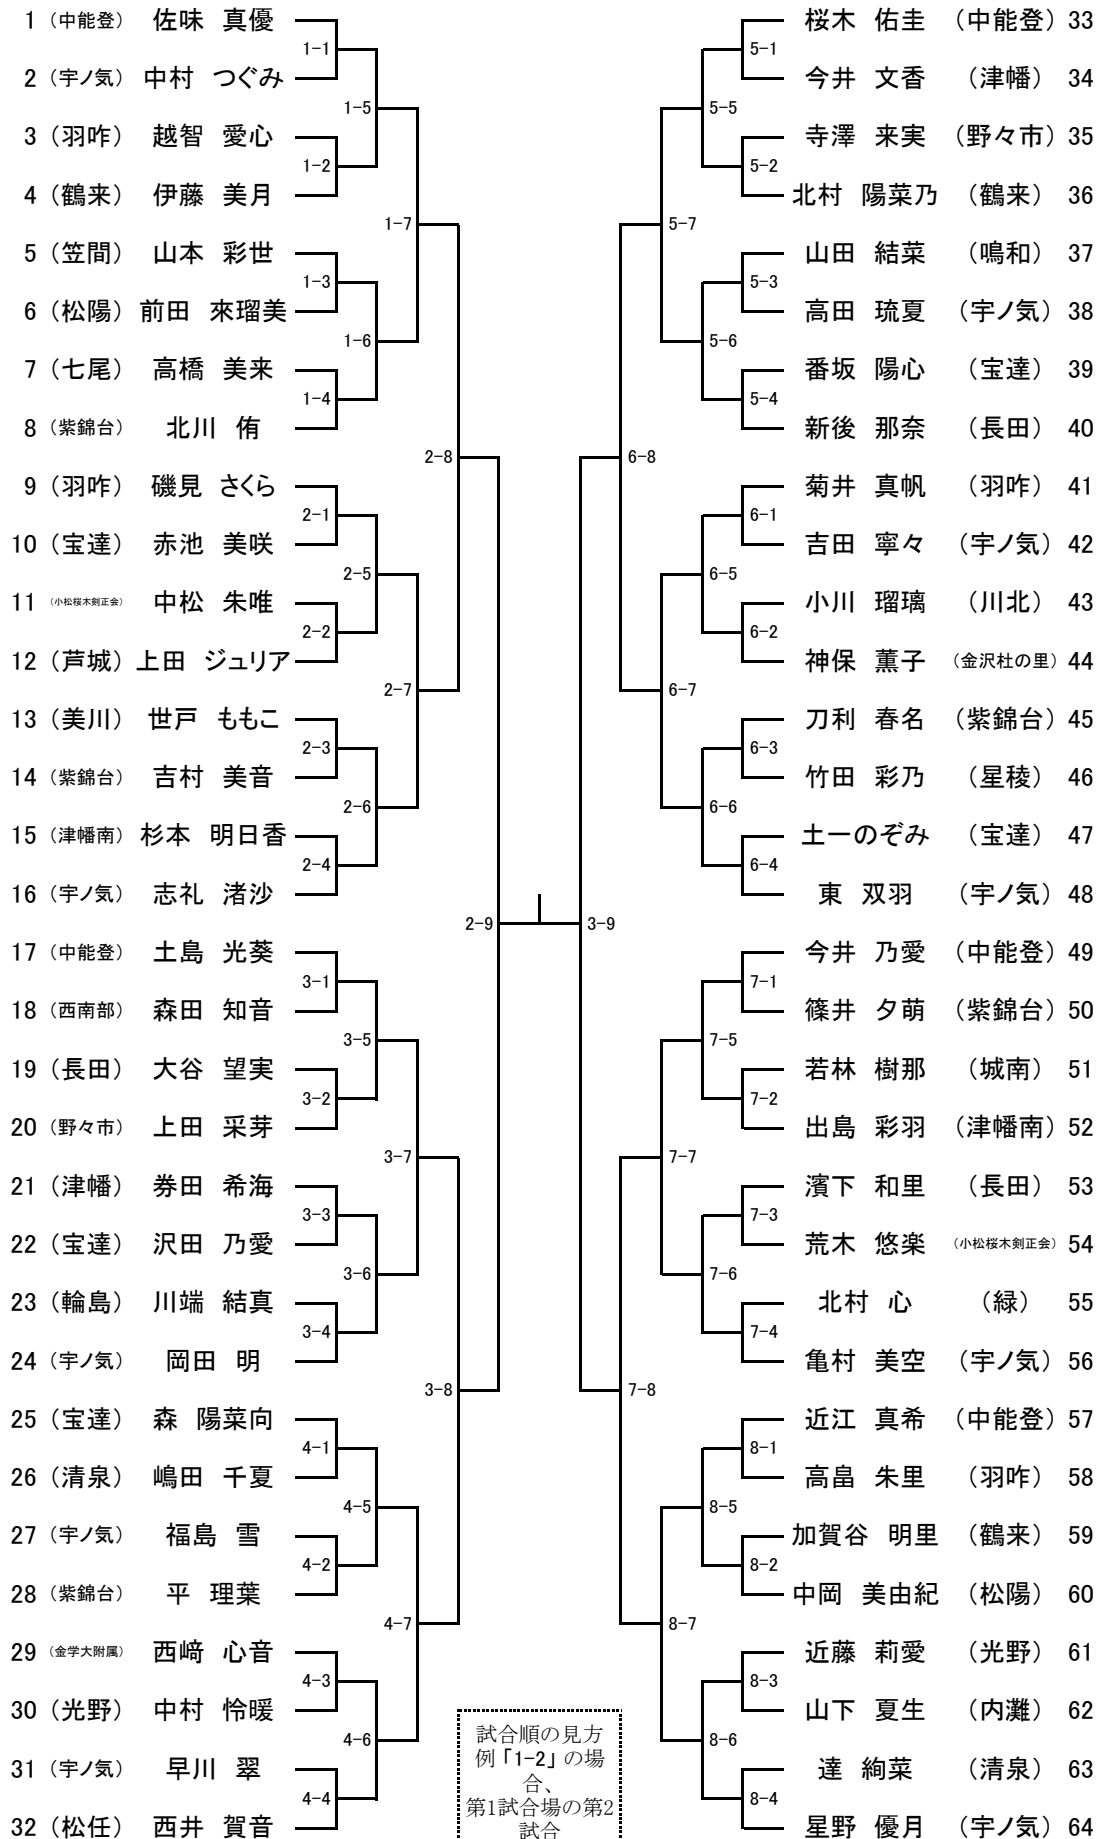 1 （中能登） 佐味 真優
1-1
2 （宇ノ気） 中村 つぐみ
1-5
3 （羽咋） 越智 愛心
1-2
4 （鶴来） 伊藤 美月
1-7
5 （笠間） 山本 彩世
1-3
6 （松陽） 前田 來瑠美
1-6
7 （七尾） 高橋 美来
1-4
8 （紫錦台） 北川 侑
2-8
9 （羽咋） 磯見 さくら
2-1
10 （宝達） 赤池 美咲
2-5
11 （小松桜木剣正会） 中松 朱唯
2-2
12 （芦城） 上田 ジュリア
2-7
13 （美川） 世戸 ももこ
2-3
14 （紫錦台） 吉村 美音
2-6
15 （津幡南） 杉本 明日香
2-4
16 （宇ノ気） 志礼 渚沙
2-9
17 （中能登） 土島 光葵
3-1
18 （西南部） 森田 知音
3-5
19 （長田） 大谷 望実
3-2
20 （野々市） 上田 采芽
3-7
21 （津幡） 券田 希海
3-3
22 （宝達） 沢田 乃愛
3-6
23 （輪島） 川端 結真
3-4
24 （宇ノ気） 岡田 明
3-8
25 （宝達） 森 陽菜向
4-1
26 （清泉） 嶋田 千夏
4-5
27 （宇ノ気） 福島 雪
4-2
28 （紫錦台） 平 理葉
4-7
29 （金学大附属） 西﨑 心音
4-3
30 （光野） 中村 怜暖
4-6
31 （宇ノ気） 早川 翠
4-4
32 （松任） 西井 賀音
桜木 佑圭 （中能登） 33
5-1
今井 文香 （津幡） 34
5-5
寺澤 来実 （野々市） 35
5-2
北村 陽菜乃 （鶴来） 36
5-7
山田 結菜 （鳴和） 37
5-3
高田 琉夏 （宇ノ気） 38
5-6
番坂 陽心 （宝達） 39
5-4
新後 那奈 （長田） 40
6-8
菊井 真帆 （羽咋） 41
6-1
吉田 寧々 （宇ノ気） 42
6-5
小川 瑠璃 （川北） 43
6-2
神保 薫子 （金沢杜の里） 44
6-7
刀利 春名 （紫錦台） 45
6-3
竹田 彩乃 （星稜） 46
6-6
土一のぞみ （宝達） 47
6-4
東 双羽 （宇ノ気） 48
3-9
今井 乃愛 （中能登） 49
7-1
篠井 夕萌 （紫錦台） 50
7-5
若林 樹那 （城南） 51
7-2
出島 彩羽 （津幡南） 52
7-7
濱下 和里 （長田） 53
7-3
荒木 悠楽 （小松桜木剣正会） 54
7-6
北村 心 （緑） 55
7-4
亀村 美空 （宇ノ気） 56
7-8
近江 真希 （中能登） 57
8-1
高畠 朱里 （羽咋） 58
8-5
加賀谷 明里 （鶴来） 59
8-2
中岡 美由紀 （松陽） 60
8-7
近藤 莉愛 （光野） 61
8-3
山下 夏生 （内灘） 62
8-6
達 絢菜 （清泉） 63
8-4
星野 優月 （宇ノ気） 64
試合順の見方
例「1-2」の場
合、
第1試合場の第2
試合